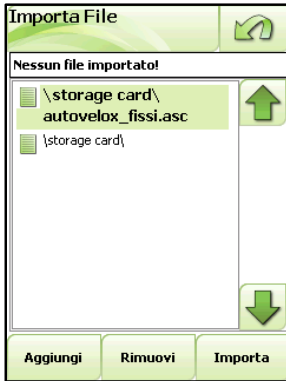 Importa File
Nessun file importato!
\storage card\
autovelox_fissi.asc
\storage card\
Aggiungi
Rimuovi
Importa